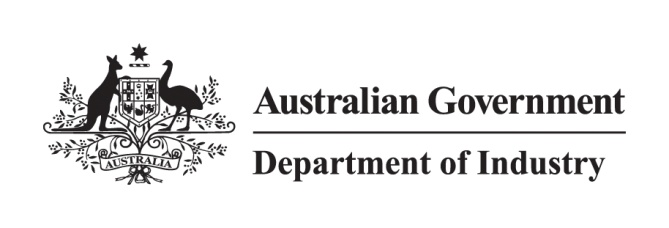 Australian Government
Department of Industry
AUSTRALIA